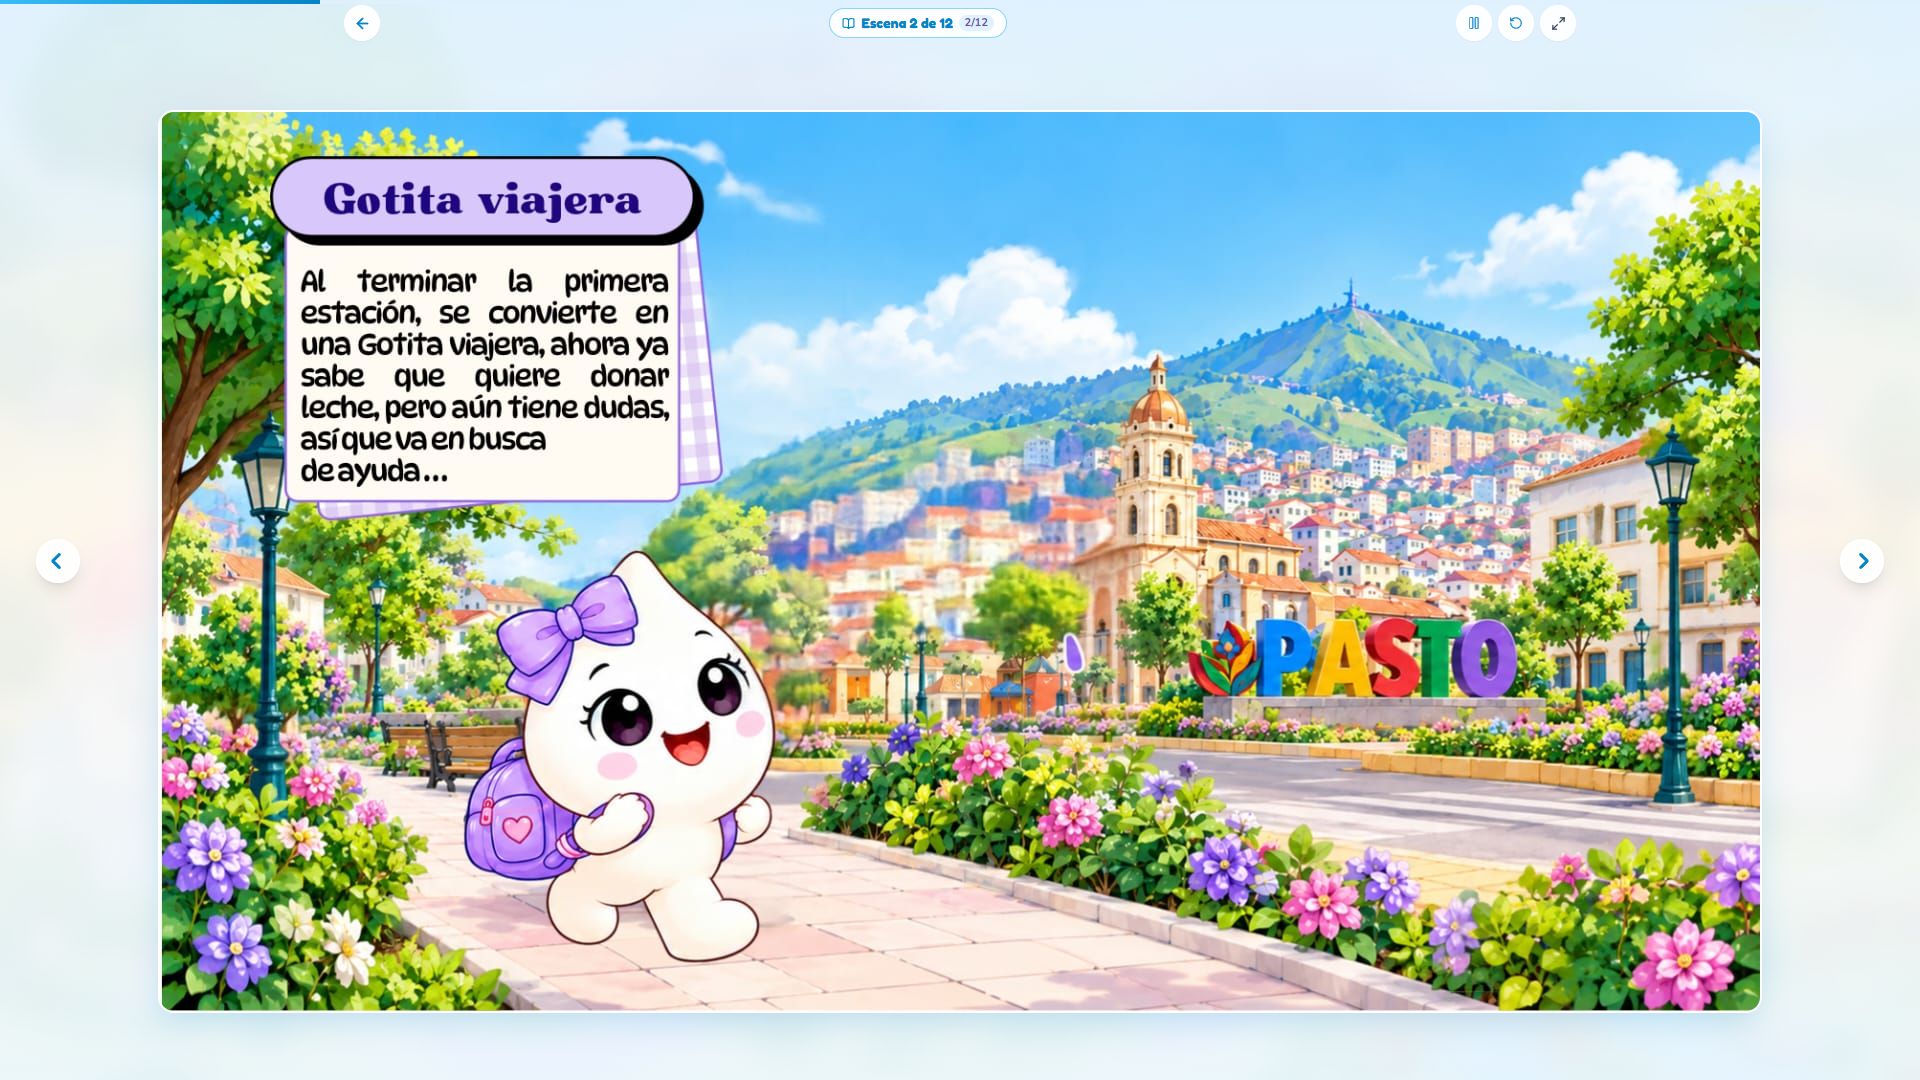 Escena 2 de 12 2/12
Gotita viajera
Al terminar la primera
estación, se convierte en
una Gotita viajera, ahora ya
sabe que quiere donar
leche, pero aún tiene dudas,
así que va en busca
de ayuda...
PASTO